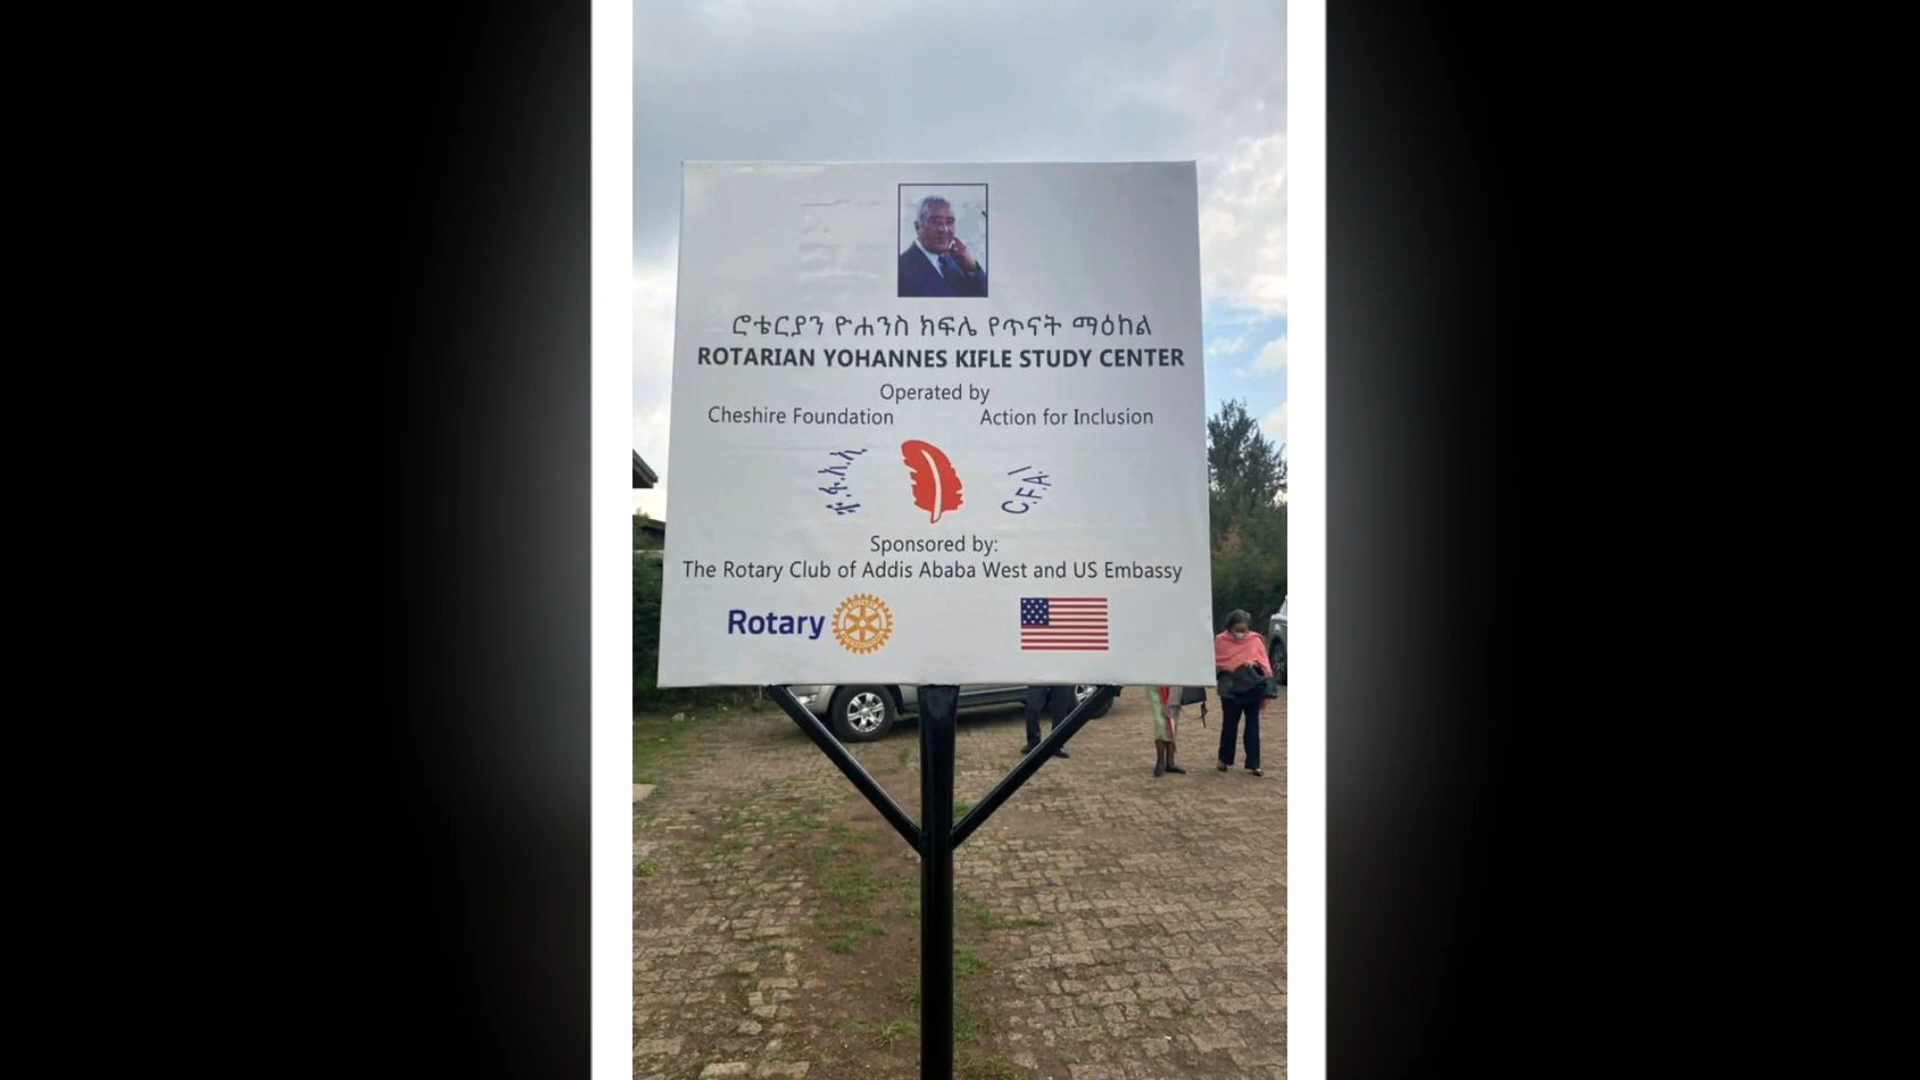 ሮቴርያን ዮሐንስ ክፍሌ የጥናት ማዕከል
ROTARIAN YOHANNES KIFLE STUDY CENTER
Operated by
Cheshire Foundation Action for Inclusion
ቼ.ፋ.አ.ኢ C.F.A.I
Sponsored by:
The Rotary Club of Addis Ababa West and US Embassy
Rotary